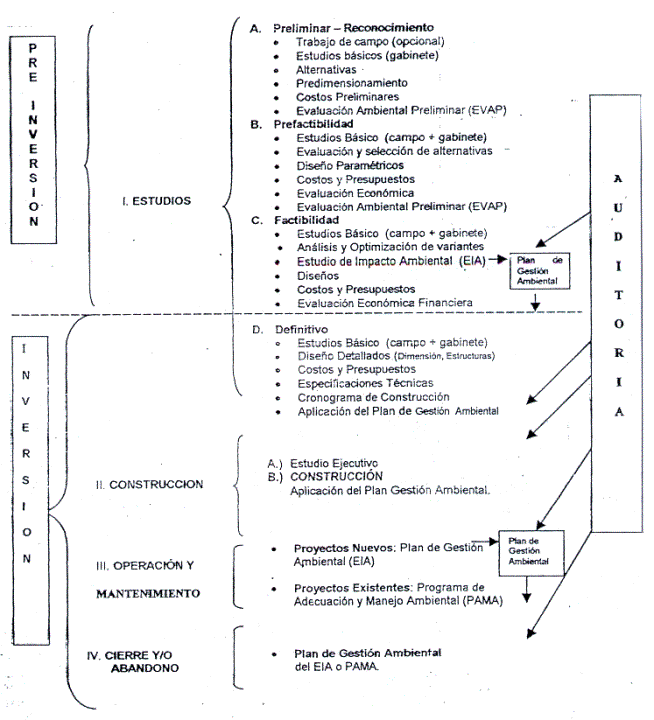 PRE INVERSION
I. ESTUDIOS
A. Preliminar – Reconocimiento
• Trabajo de campo (opcional)
• Estudios básicos (gabinete)
• Alternativas
• Predimensionamiento
• Costos Preliminares
• Evaluación Ambiental Preliminar (EVAP)
B. Prefactibilidad
• Estudios Básico (campo + gabinete)
• Evaluación y selección de alternativas
• Diseño Paramétricos
• Costos y Presupuestos
• Evaluación Económica
• Evaluación Ambiental Preliminar (EVAP)
C. Factibilidad
• Estudios Básico (campo + gabinete)
• Análisis y Optimización de variantes
• Estudio de Impacto Ambiental (EIA)
• Diseños
• Costos y Presupuestos
• Evaluación Económica Financiera
Plan de
Gestión
Ambiental
AUDITORIA
INVERSION
D. Definitivo
• Estudios Básico (campo + gabinete)
• Diseño Detallados (Dimensión, Estructuras)
• Costos y Presupuestos
• Especificaciones Técnicas
• Cronograma de Construcción
• Aplicación del Plan de Gestión Ambiental
II. CONSTRUCCION
A.) Estudio Ejecutivo
B.) CONSTRUCCIÓN
Aplicación del Plan Gestión Ambiental.
III. OPERACIÓN Y
MANTENIMIENTO
• Proyectos Nuevos: Plan de Gestión
Ambiental (EIA)
• Proyectos Existentes: Programa de
Adecuación y Manejo Ambiental (PAMA)
Plan de
Gestión
Ambiental
IV. CIERRE Y/O
ABANDONO
• Plan de Gestión Ambiental
del EIA o PAMA.